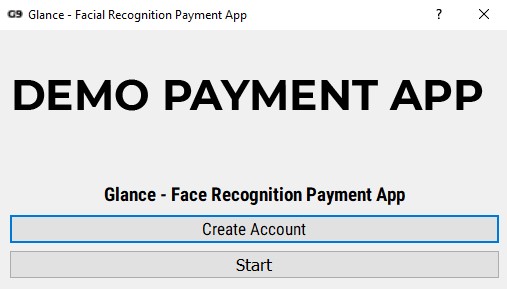 G9 Glance - Facial Recognition Payment App ?
DEMO PAYMENT APP
Glance - Face Recognition Payment App
Create Account
Start